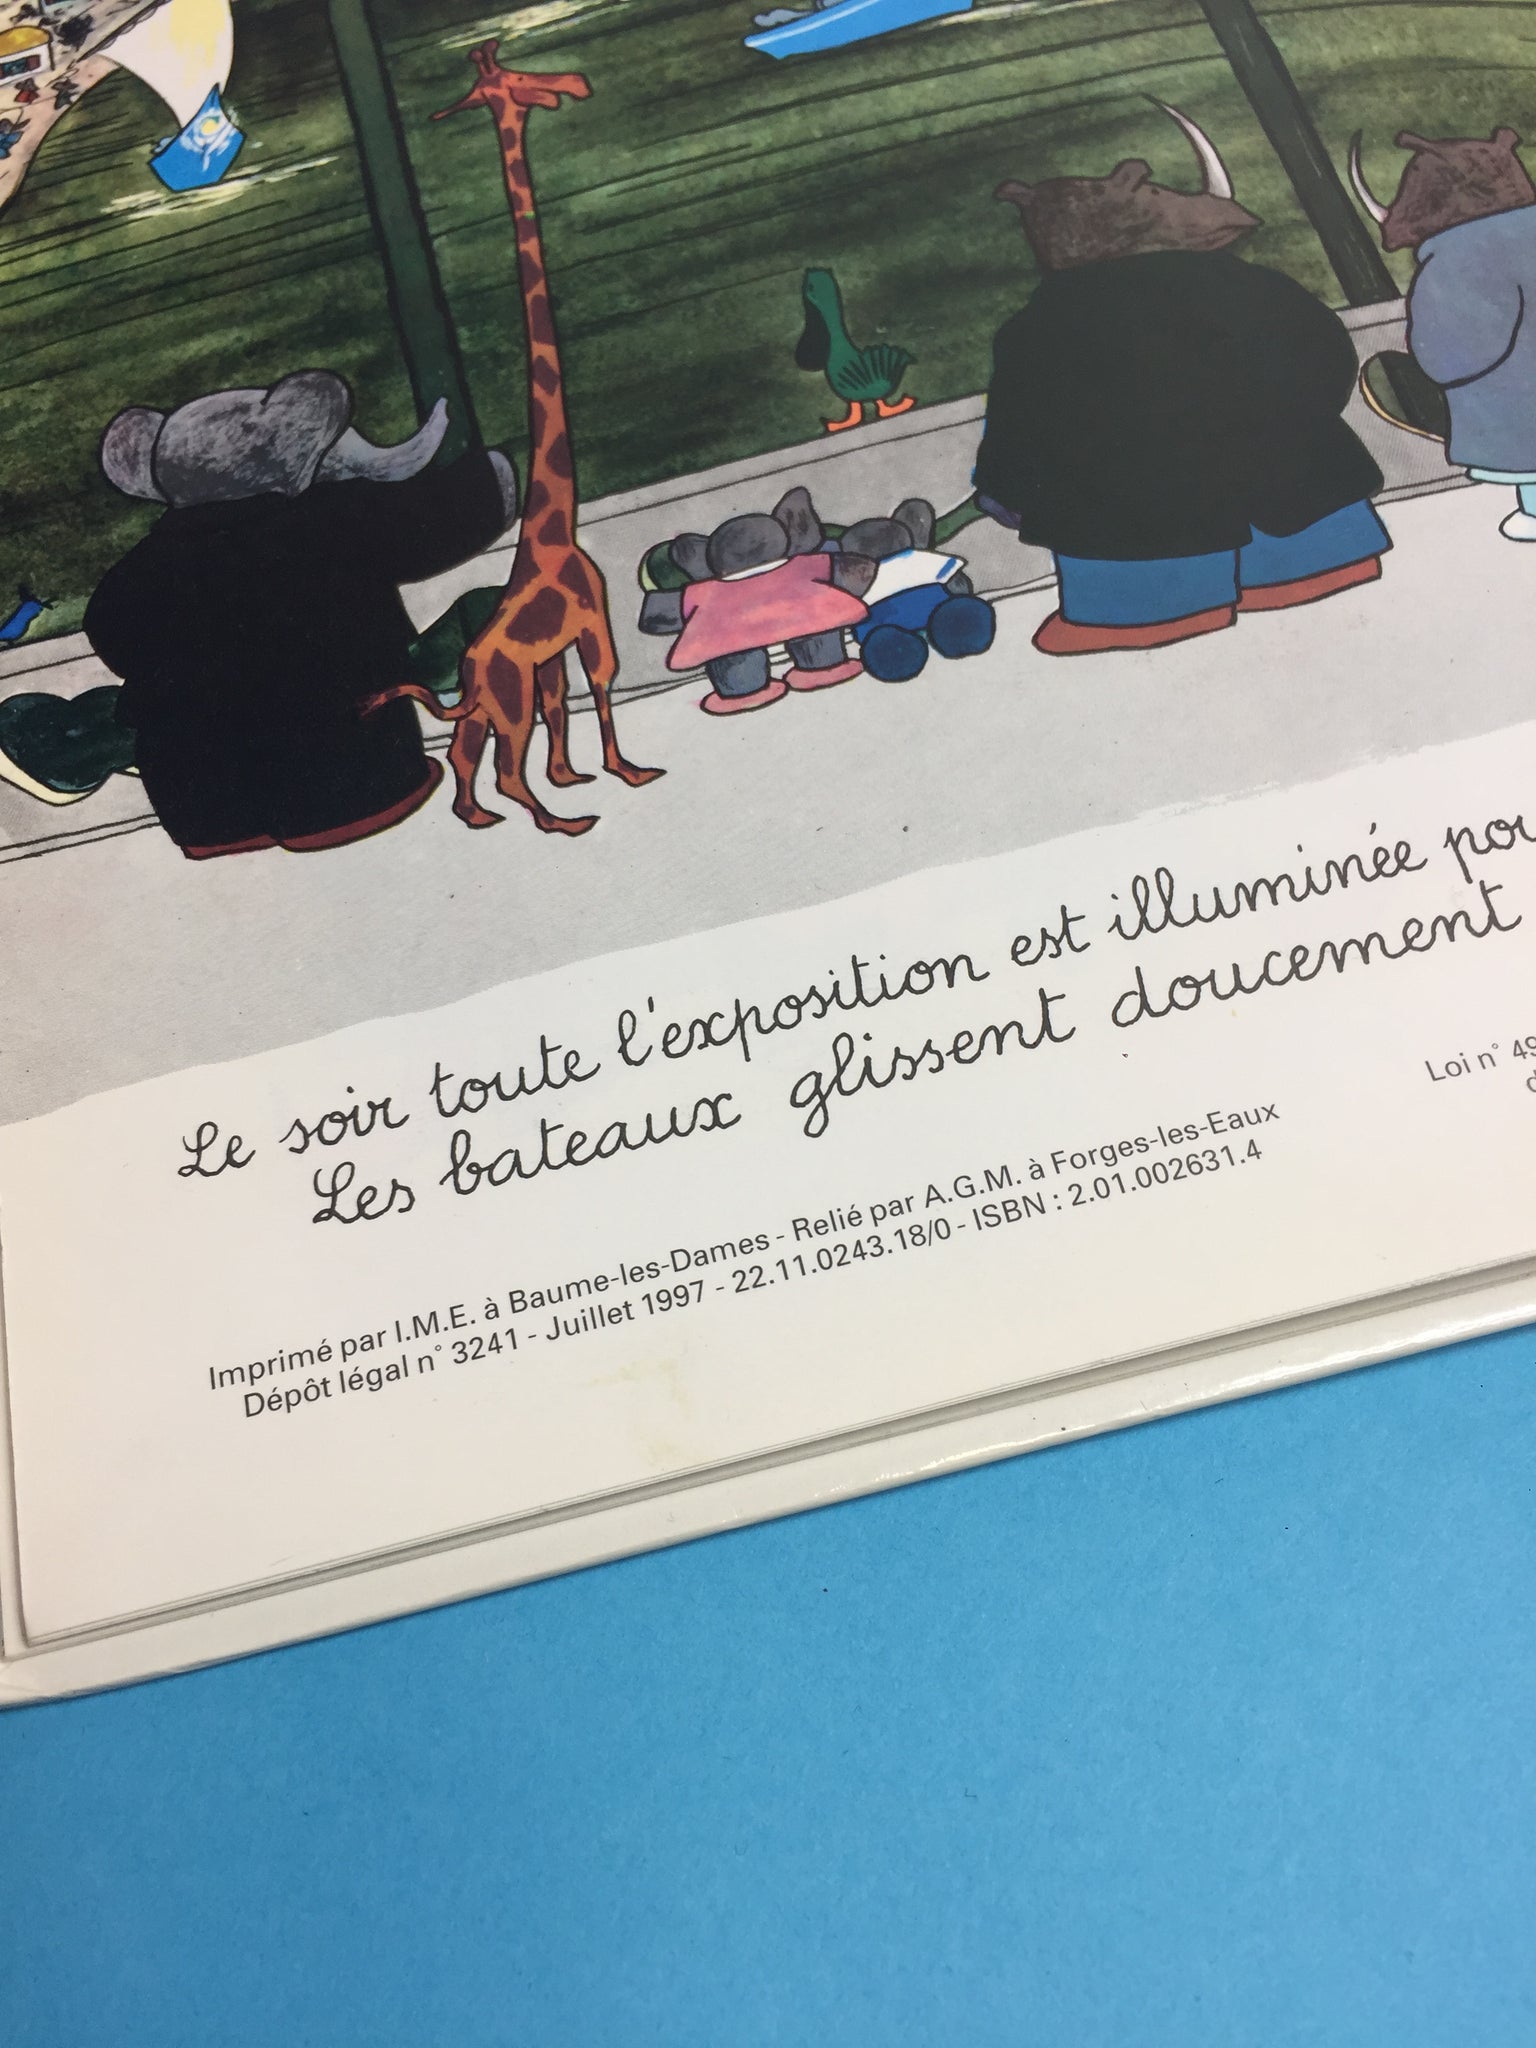 Le soir toute l'exposition est illuminée
Les bateaux glissent doucement
Loi n° 49
Imprimé par I.M.E. à Baume-les-Dames - Relié par A.G.M. à Forges-les-Eaux
Dépôt légal n° 3241 - Juillet 1997 - 22.11.0243.18/0 - ISBN : 2.01.002631.4